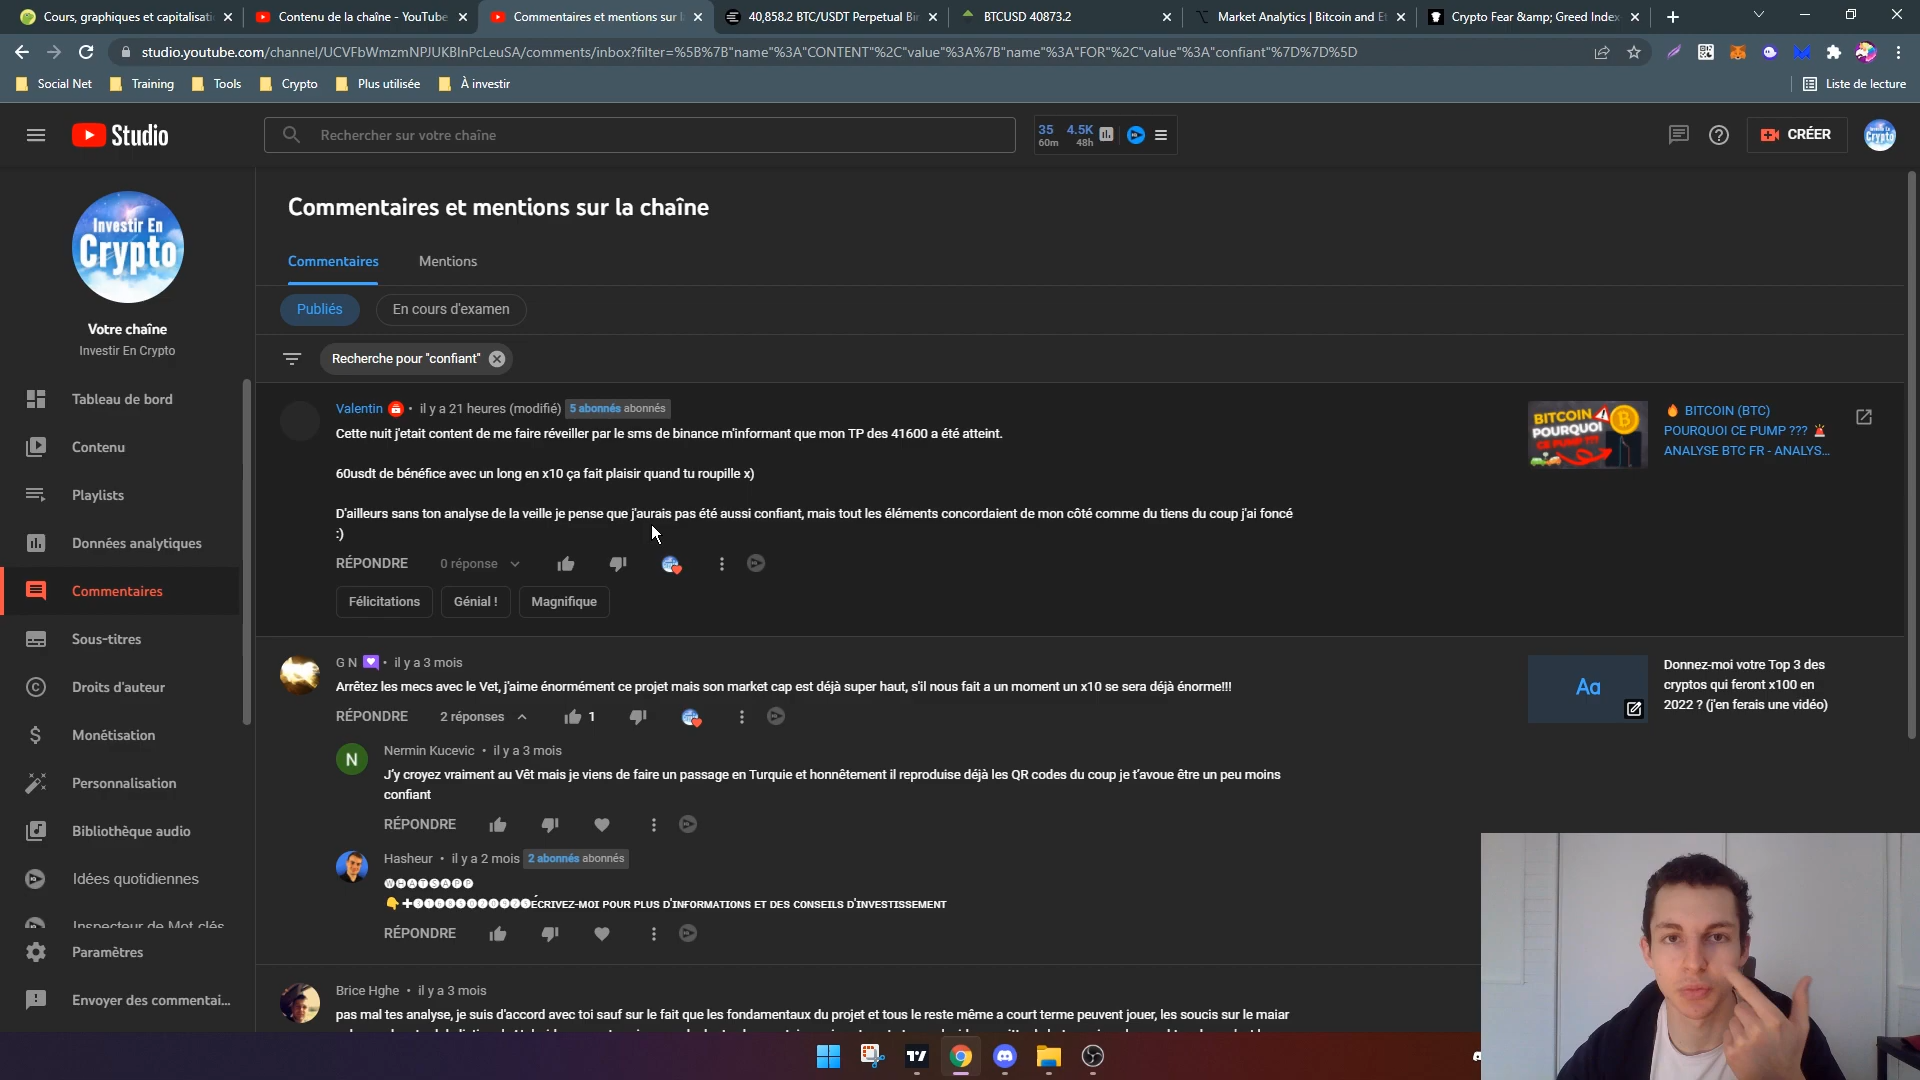 Cours, graphiques et capitalisati
Contenu de la chaîne - YouTube
Commentaires et mentions sur l
40,858.2 BTC/USDT Perpetual Bin
BTCUSD 40873.2
Market Analytics | Bitcoin and Et
Crypto Fear &amp; Greed Index
studio.youtube.com/channel/UCVFbWmzmNPJUKBlnPcLeuSA/comments/inbox?filter=%5B%7B"name"%3A"CONTENT"%2C"value"%3A%7B"name"%3A"FOR"%2C"value"%3A"confiant"%7D%7D%5D
Social Net
Training
Tools
Crypto
Plus utilisée
À investir
Liste de lecture
Studio
Rechercher sur votre chaîne
35 4.5K
60m 48h
CRÉER
Investir En
Crypto
Votre chaîne
Investir En Crypto
Tableau de bord
Contenu
Playlists
Données analytiques
Commentaires
Sous-titres
Droits d'auteur
Monétisation
Personnalisation
Bibliothèque audio
Idées quotidiennes
Inspecteur de Mot clés
Paramètres
Envoyer des commentai...
Commentaires et mentions sur la chaîne
Commentaires
Mentions
Publiés
En cours d'examen
Recherche pour "confiant"
Valentin • il y a 21 heures (modifié) 5 abonnés abonnés
Cette nuit j'etait content de me faire réveiller par le sms de binance m'informant que mon TP des 41600 a été atteint.
60usdt de bénéfice avec un long en x10 ça fait plaisir quand tu roupille x)
D'ailleurs sans ton analyse de la veille je pense que j'aurais pas été aussi confiant, mais tout les éléments concordaient de mon côté comme du tiens du coup j'ai foncé
:)
RÉPONDRE 0 réponse
Félicitations
Génial !
Magnifique
BITCOIN
POURQUOI
CE PUMP ???
🔥 BITCOIN (BTC)
POURQUOI CE PUMP ??? 🚨
ANALYSE BTC FR - ANALYS...
G N 💜 • il y a 3 mois
Arrêtez les mecs avec le Vet, j'aime énormément ce projet mais son market cap est déjà super haut, s'il nous fait a un moment un x10 se sera déjà énorme!!!
RÉPONDRE 2 réponses 1
Aa
Donnez-moi votre Top 3 des
cryptos qui feront x100 en
2022 ? (j'en ferais une vidéo)
N
Nermin Kucevic • il y a 3 mois
J'y croyez vraiment au Vêt mais je viens de faire un passage en Turquie et honnêtement il reproduise déjà les QR codes du coup je t'avoue être un peu moins
confiant
RÉPONDRE
Hasheur • il y a 2 mois 2 abonnés abonnés
🅦🅗🅐🅣🅢🅐🅟🅟
ÉCRIVEZ-MOI POUR PLUS D'INFORMATIONS ET DES CONSEILS D'INVESTISSEMENT
RÉPONDRE
Brice Hghe • il y a 3 mois
pas mal tes analyse, je suis d'accord avec toi sauf sur le fait que les fondamentaux du projet et tous le reste même a court terme peuvent jouer, les soucis sur le maiar